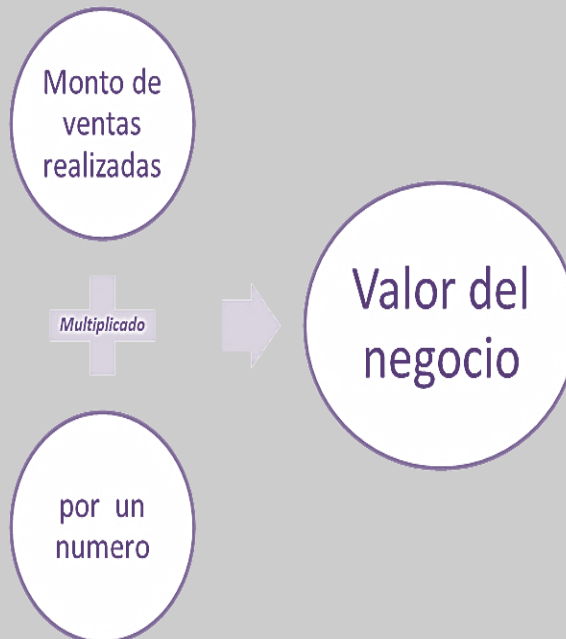 Monto de
ventas
realizadas
Multiplicado
por un
numero
Valor del
negocio